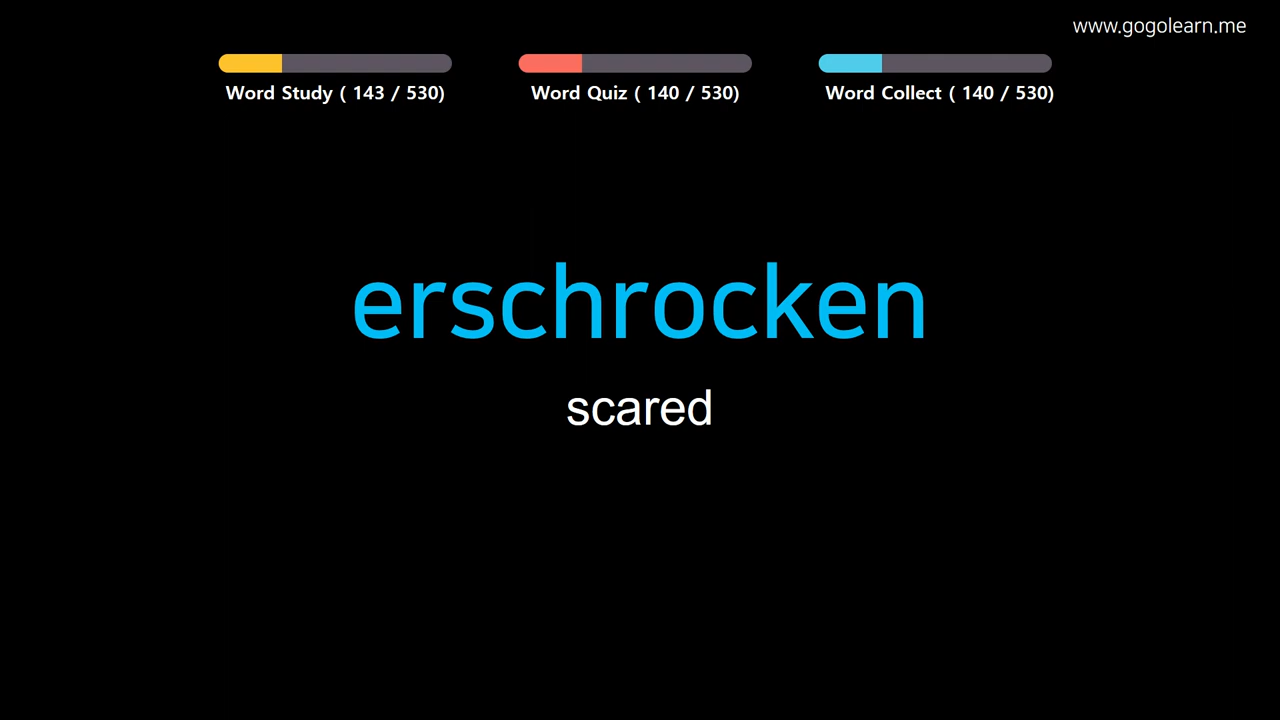 www.gogolearn.me
Word Study ( 143 / 530)
Word Quiz ( 140 / 530)
Word Collect ( 140 / 530)
erschrocken
scared